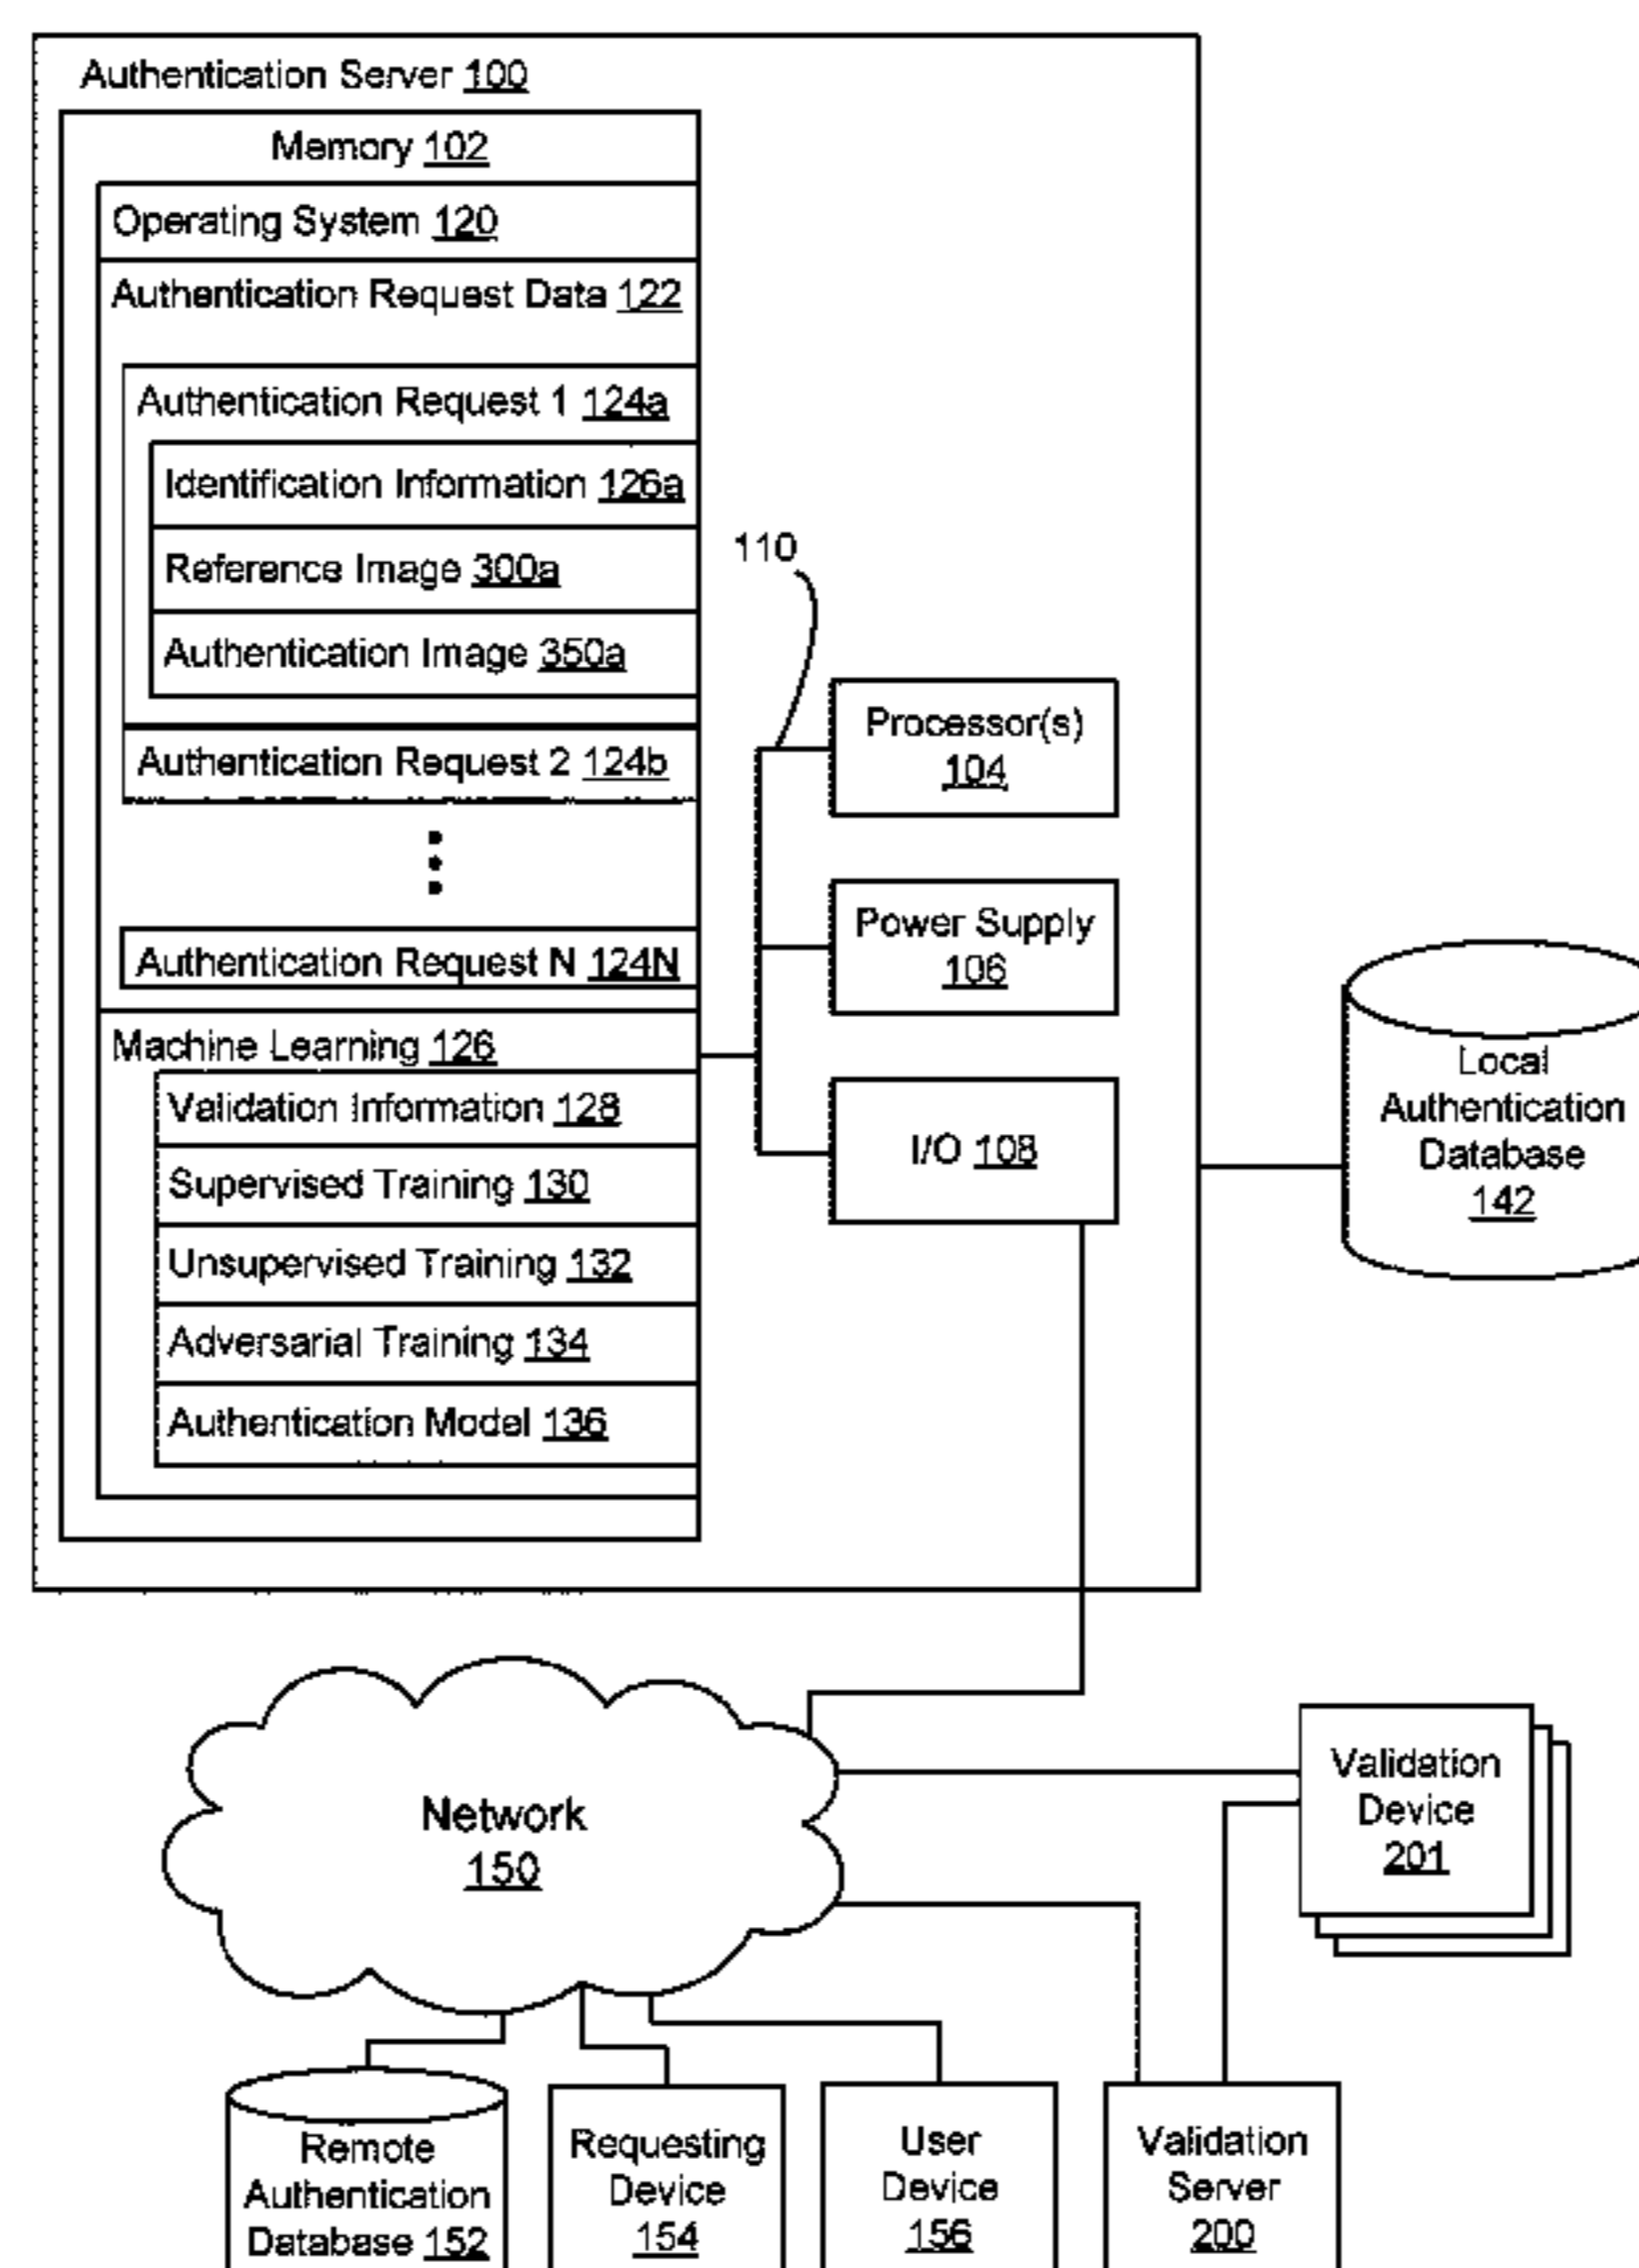 Authentication Server 100
Memory 102
Operating System 120
Authentication Request Data 122
Authentication Request 1 124a
Identification Information 126a
Reference Image 300a
Authentication Image 350a
Authentication Request 2 124b
Authentication Request N 124N
Machine Learning 126
Validation Information 128
Supervised Training 130
Unsupervised Training 132
Adversarial Training 134
Authentication Model 136
110
Processor(s)
104
Power Supply
106
I/O 108
Local
Authentication
Database
142
Network
150
Validation
Device
201
Remote
Authentication
Database 152
Requesting
Device
154
User
Device
156
Validation
Server
200